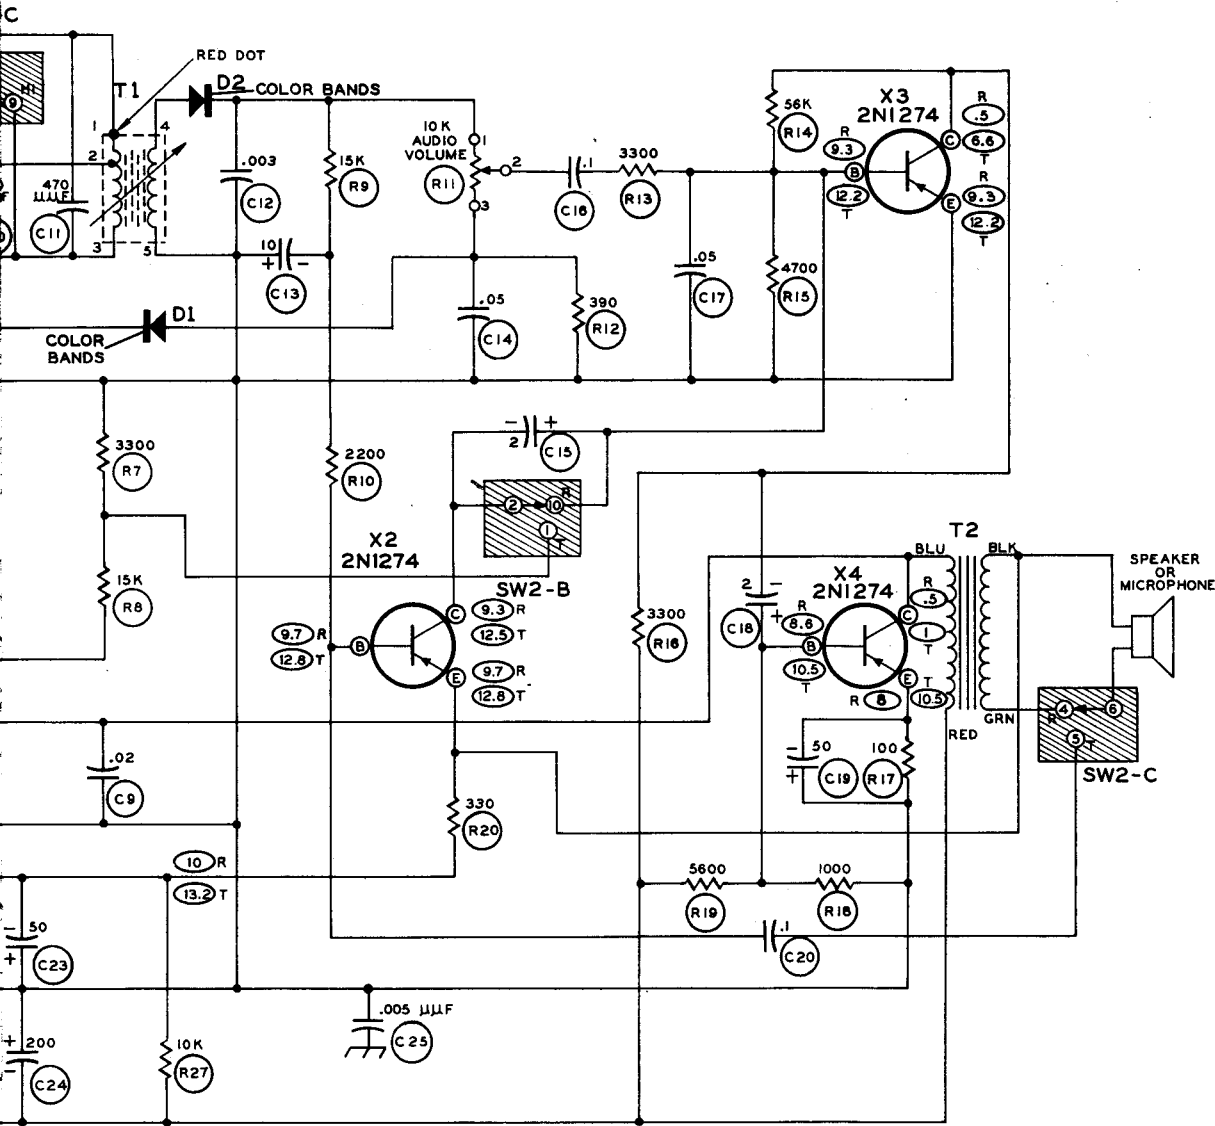 C
RED DOT
D2 COLOR BANDS
T1
HI
9
1
4
2
3
5
470
µµF
C11
.003
C12
15K
R9
10
+ -
C13
10K
AUDIO
VOLUME
R11
1
2
3
.1
C16
3300
R13
56K
R14
X3
2N1274
R
9.3
B
12.2
T
C
R
.5
6.6
T
E
R
9.3
12.2
T
.05
C17
4700
R15
D1
COLOR
BANDS
.05
C14
390
R12
3300
R7
15K
R8
2200
R10
- +
2
C15
2
10
R
1
T
SW2-B
X2
2N1274
9.7 R
12.8 T
B
C
9.3 R
12.5 T
E
9.7 R
12.8 T
3300
R16
2 -
+
C18
X4
2N1274
R
8.6
B
10.5
T
C
R
.5
1
T
E
T
10.5
R 8
T2
BLU
BLK
RED
GRN
SPEAKER
OR
MICROPHONE
4
R
6
5
T
SW2-C
-
50
+
C19
100
R17
.02
C9
330
R20
10 R
13.2 T
5600
R19
1000
R18
.1
C20
-
50
+
C23
.005 µµF
C25
+
200
-
C24
10K
R27